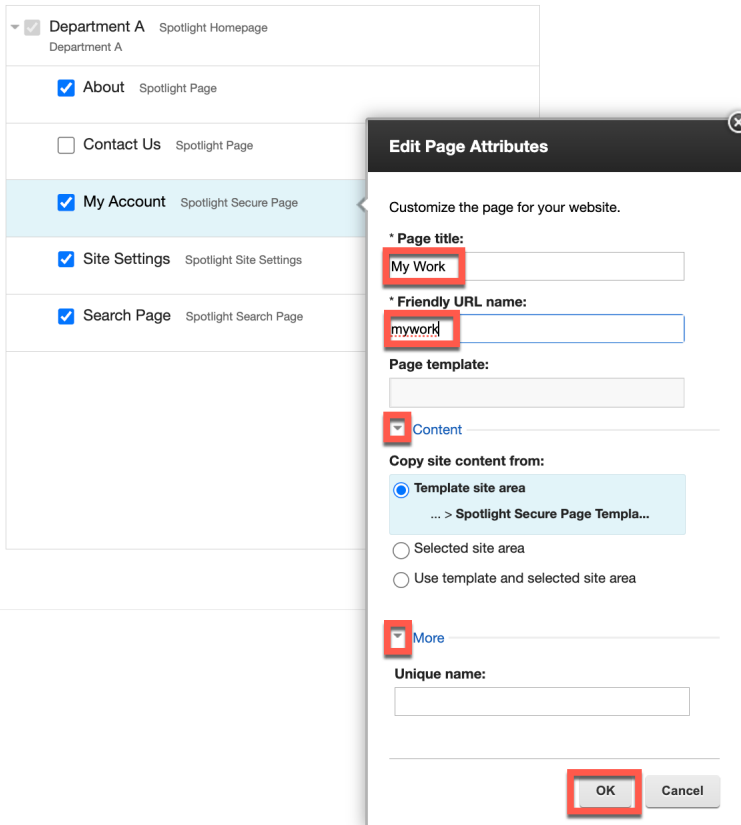 Department A Spotlight Homepage
Department A
About Spotlight Page
Contact Us Spotlight Page
My Account Spotlight Secure Page
Site Settings Spotlight Site Settings
Search Page Spotlight Search Page
Edit Page Attributes
Customize the page for your website.
* Page title:
My Work
* Friendly URL name:
mywork
Page template:
Content
Copy site content from:
Template site area
... > Spotlight Secure Page Templa...
Selected site area
Use template and selected site area
More
Unique name:
OK Cancel